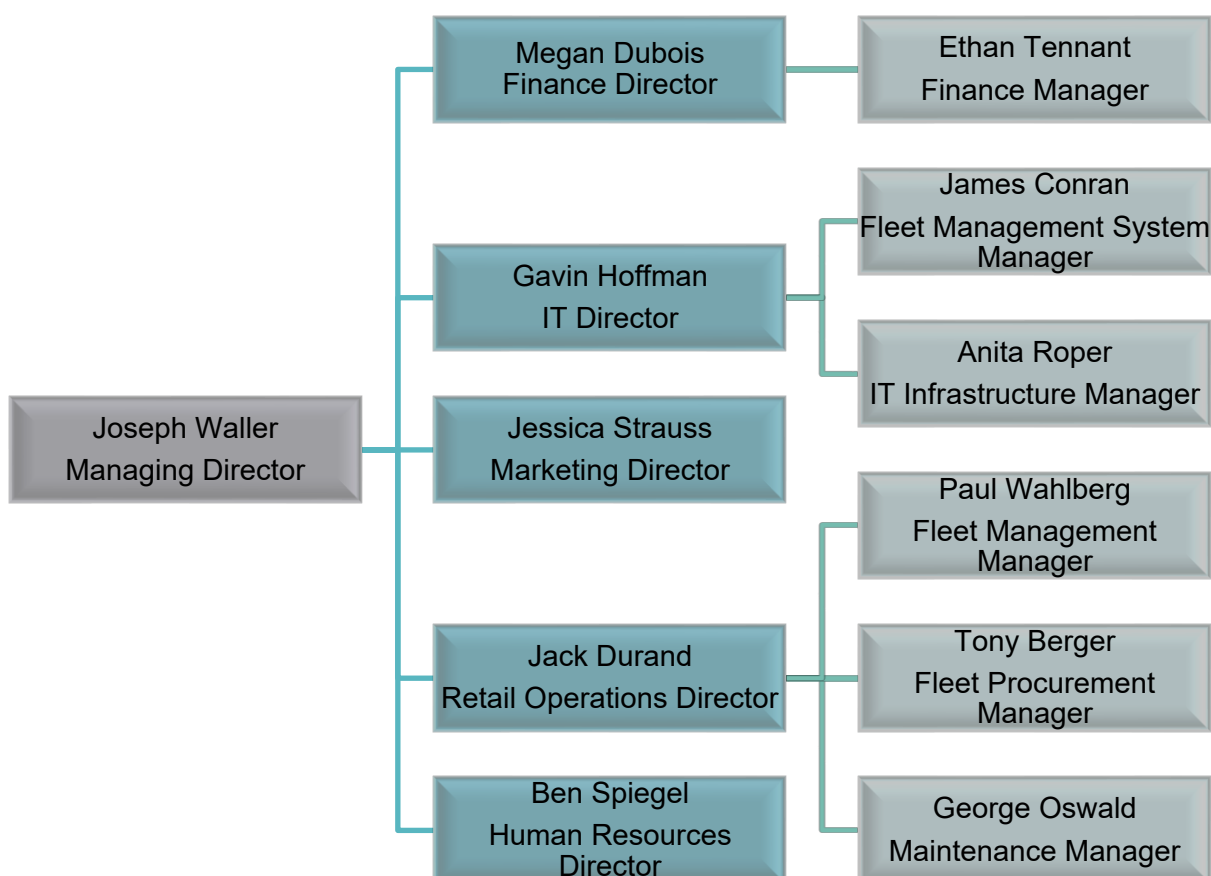 Joseph Waller
Managing Director
Megan Dubois
Finance Director
Ethan Tennant
Finance Manager
Gavin Hoffman
IT Director
James Conran
Fleet Management System
Manager
Anita Roper
IT Infrastructure Manager
Jessica Strauss
Marketing Director
Jack Durand
Retail Operations Director
Paul Wahlberg
Fleet Management
Manager
Tony Berger
Fleet Procurement
Manager
George Oswald
Maintenance Manager
Ben Spiegel
Human Resources
Director